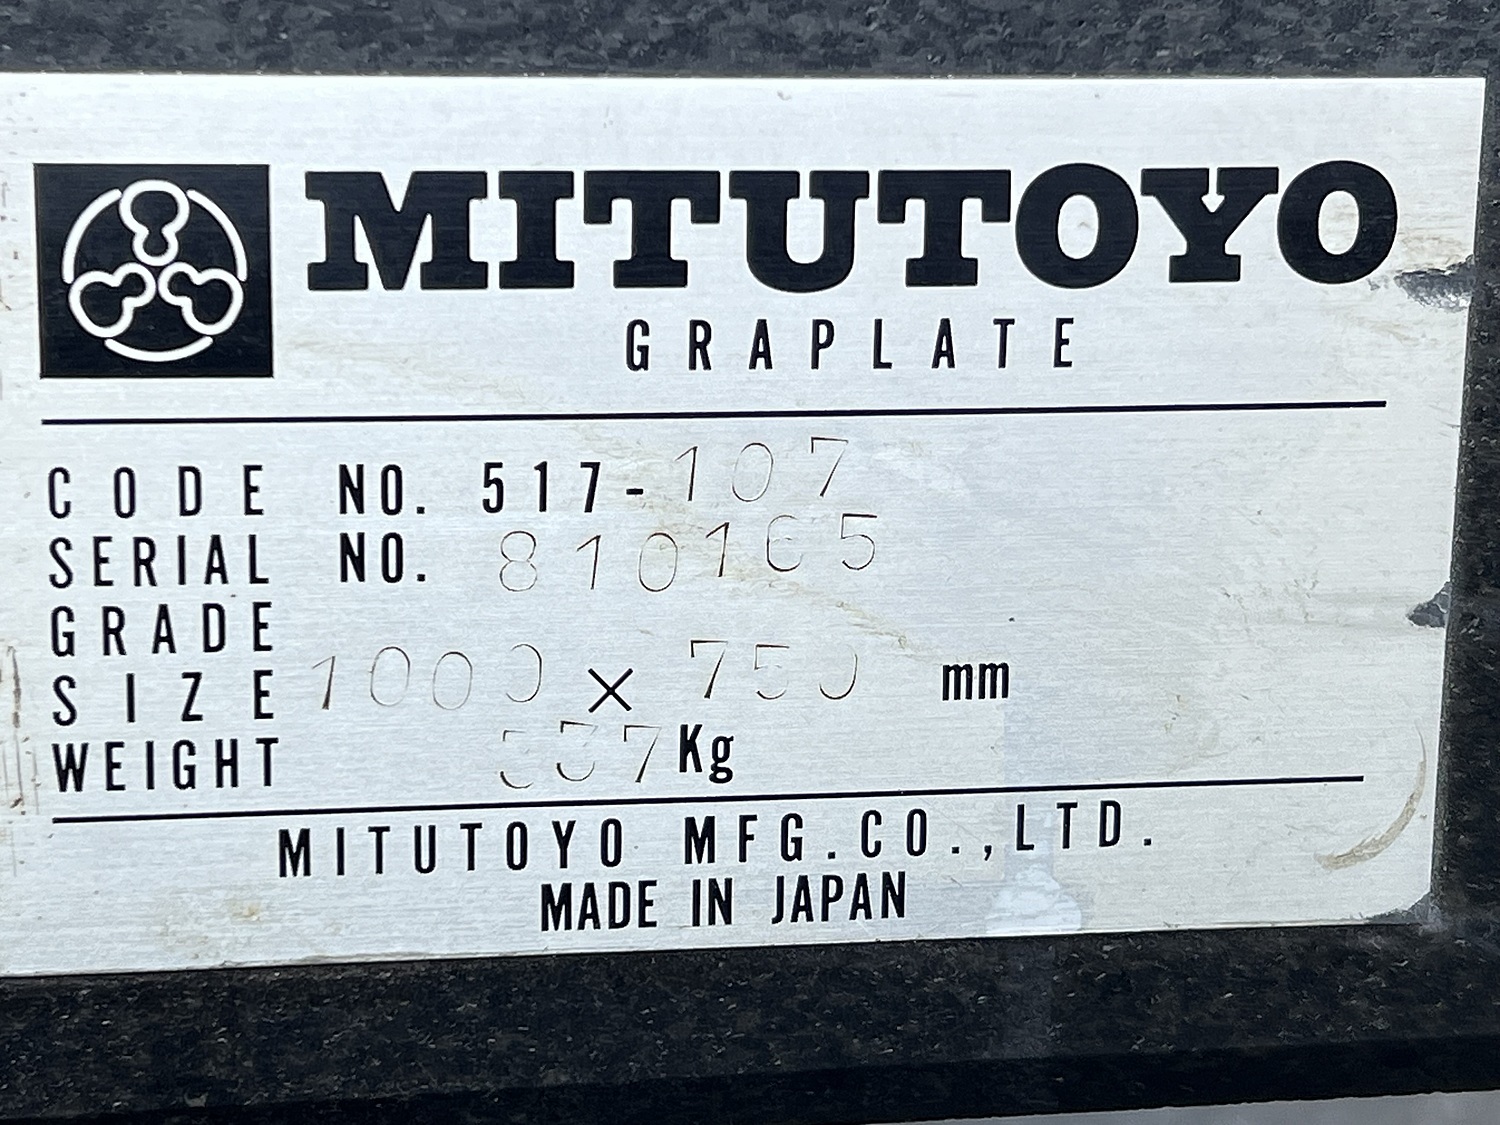 MITUTOYO
GRAPLATE
CODE NO. 517-107
SERIAL NO. 810165
GRADE
SIZE 1000 × 750 mm
WEIGHT Kg
MITUTOYO MFG.CO.,LTD.
MADE IN JAPAN